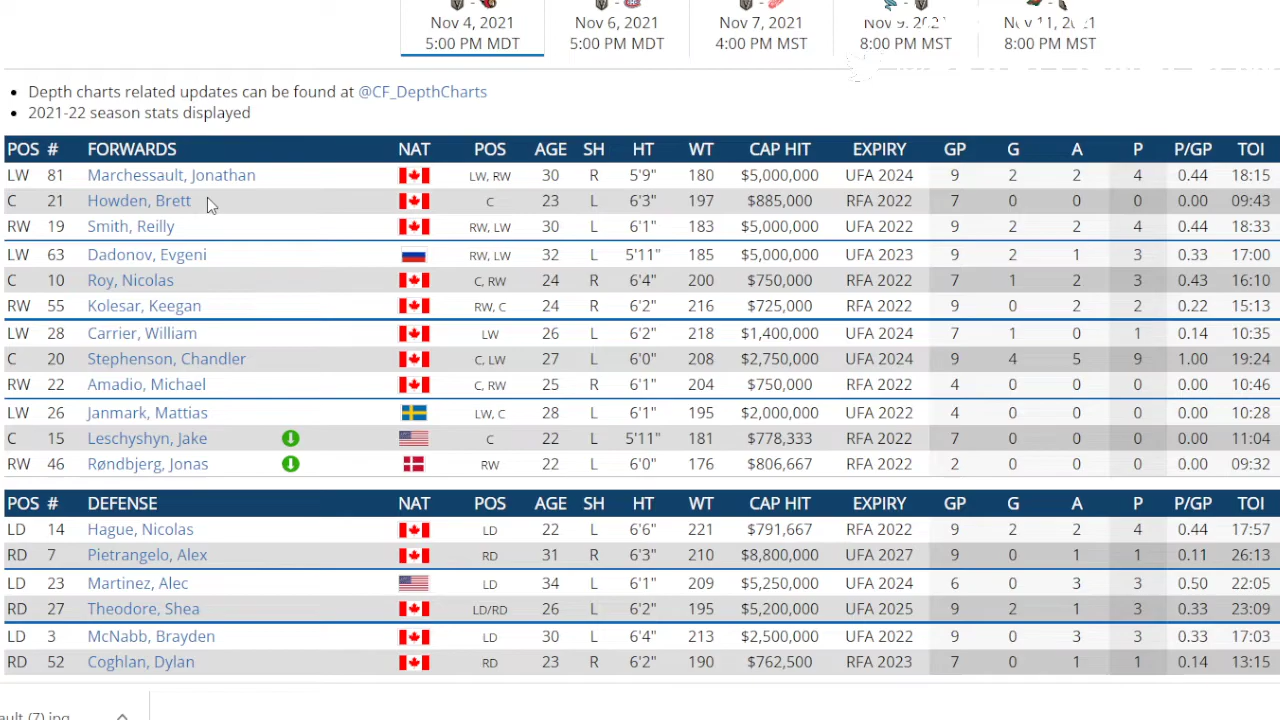 Nov 4, 2021 Nov 6, 2021 Nov 7, 2021 Nov 9, 2021 Nov 11, 2021
5:00 PM MDT 5:00 PM MDT 4:00 PM MST 8:00 PM MST 8:00 PM MST
• Depth charts related updates can be found at @CF_DepthCharts
• 2021-22 season stats displayed
POS # FORWARDS NAT POS AGE SH HT WT CAP HIT EXPIRY GP G A P P/GP TOI
LW 81 Marchessault, Jonathan LW, RW 30 R 5'9" 180 $5,000,000 UFA 2024 9 2 2 4 0.44 18:15
C 21 Howden, Brett C 23 L 6'3" 197 $885,000 RFA 2022 7 0 0 0 0.00 09:43
RW 19 Smith, Reilly RW, LW 30 L 6'1" 183 $5,000,000 UFA 2022 9 2 2 4 0.44 18:33
LW 63 Dadonov, Evgeni RW, LW 32 L 5'11" 185 $5,000,000 UFA 2023 9 2 1 3 0.33 17:00
C 10 Roy, Nicolas C, RW 24 R 6'4" 200 $750,000 RFA 2022 7 1 2 3 0.43 16:10
RW 55 Kolesar, Keegan RW, C 24 R 6'2" 216 $725,000 RFA 2022 9 0 2 2 0.22 15:13
LW 28 Carrier, William LW 26 L 6'2" 218 $1,400,000 UFA 2024 7 1 0 1 0.14 10:35
C 20 Stephenson, Chandler C, LW 27 L 6'0" 208 $2,750,000 UFA 2024 9 4 5 9 1.00 19:24
RW 22 Amadio, Michael C, RW 25 R 6'1" 204 $750,000 RFA 2022 4 0 0 0 0.00 10:46
LW 26 Janmark, Mattias LW, C 28 L 6'1" 195 $2,000,000 UFA 2022 4 0 0 0 0.00 10:28
C 15 Leschyshyn, Jake C 22 L 5'11" 181 $778,333 RFA 2022 7 0 0 0 0.00 11:04
RW 46 Røndbjerg, Jonas RW 22 L 6'0" 176 $806,667 RFA 2022 2 0 0 0 0.00 09:32
POS # DEFENSE NAT POS AGE SH HT WT CAP HIT EXPIRY GP G A P P/GP TOI
LD 14 Hague, Nicolas LD 22 L 6'6" 221 $791,667 RFA 2022 9 2 2 4 0.44 17:57
RD 7 Pietrangelo, Alex RD 31 R 6'3" 210 $8,800,000 UFA 2027 9 0 1 1 0.11 26:13
LD 23 Martinez, Alec LD 34 L 6'1" 209 $5,250,000 UFA 2024 6 0 3 3 0.50 22:05
RD 27 Theodore, Shea LD/RD 26 L 6'2" 195 $5,200,000 UFA 2025 9 2 1 3 0.33 23:09
LD 3 McNabb, Brayden LD 30 L 6'4" 213 $2,500,000 UFA 2022 9 0 3 3 0.33 17:03
RD 52 Coghlan, Dylan RD 23 R 6'2" 190 $762,500 RFA 2023 7 0 1 1 0.14 13:15